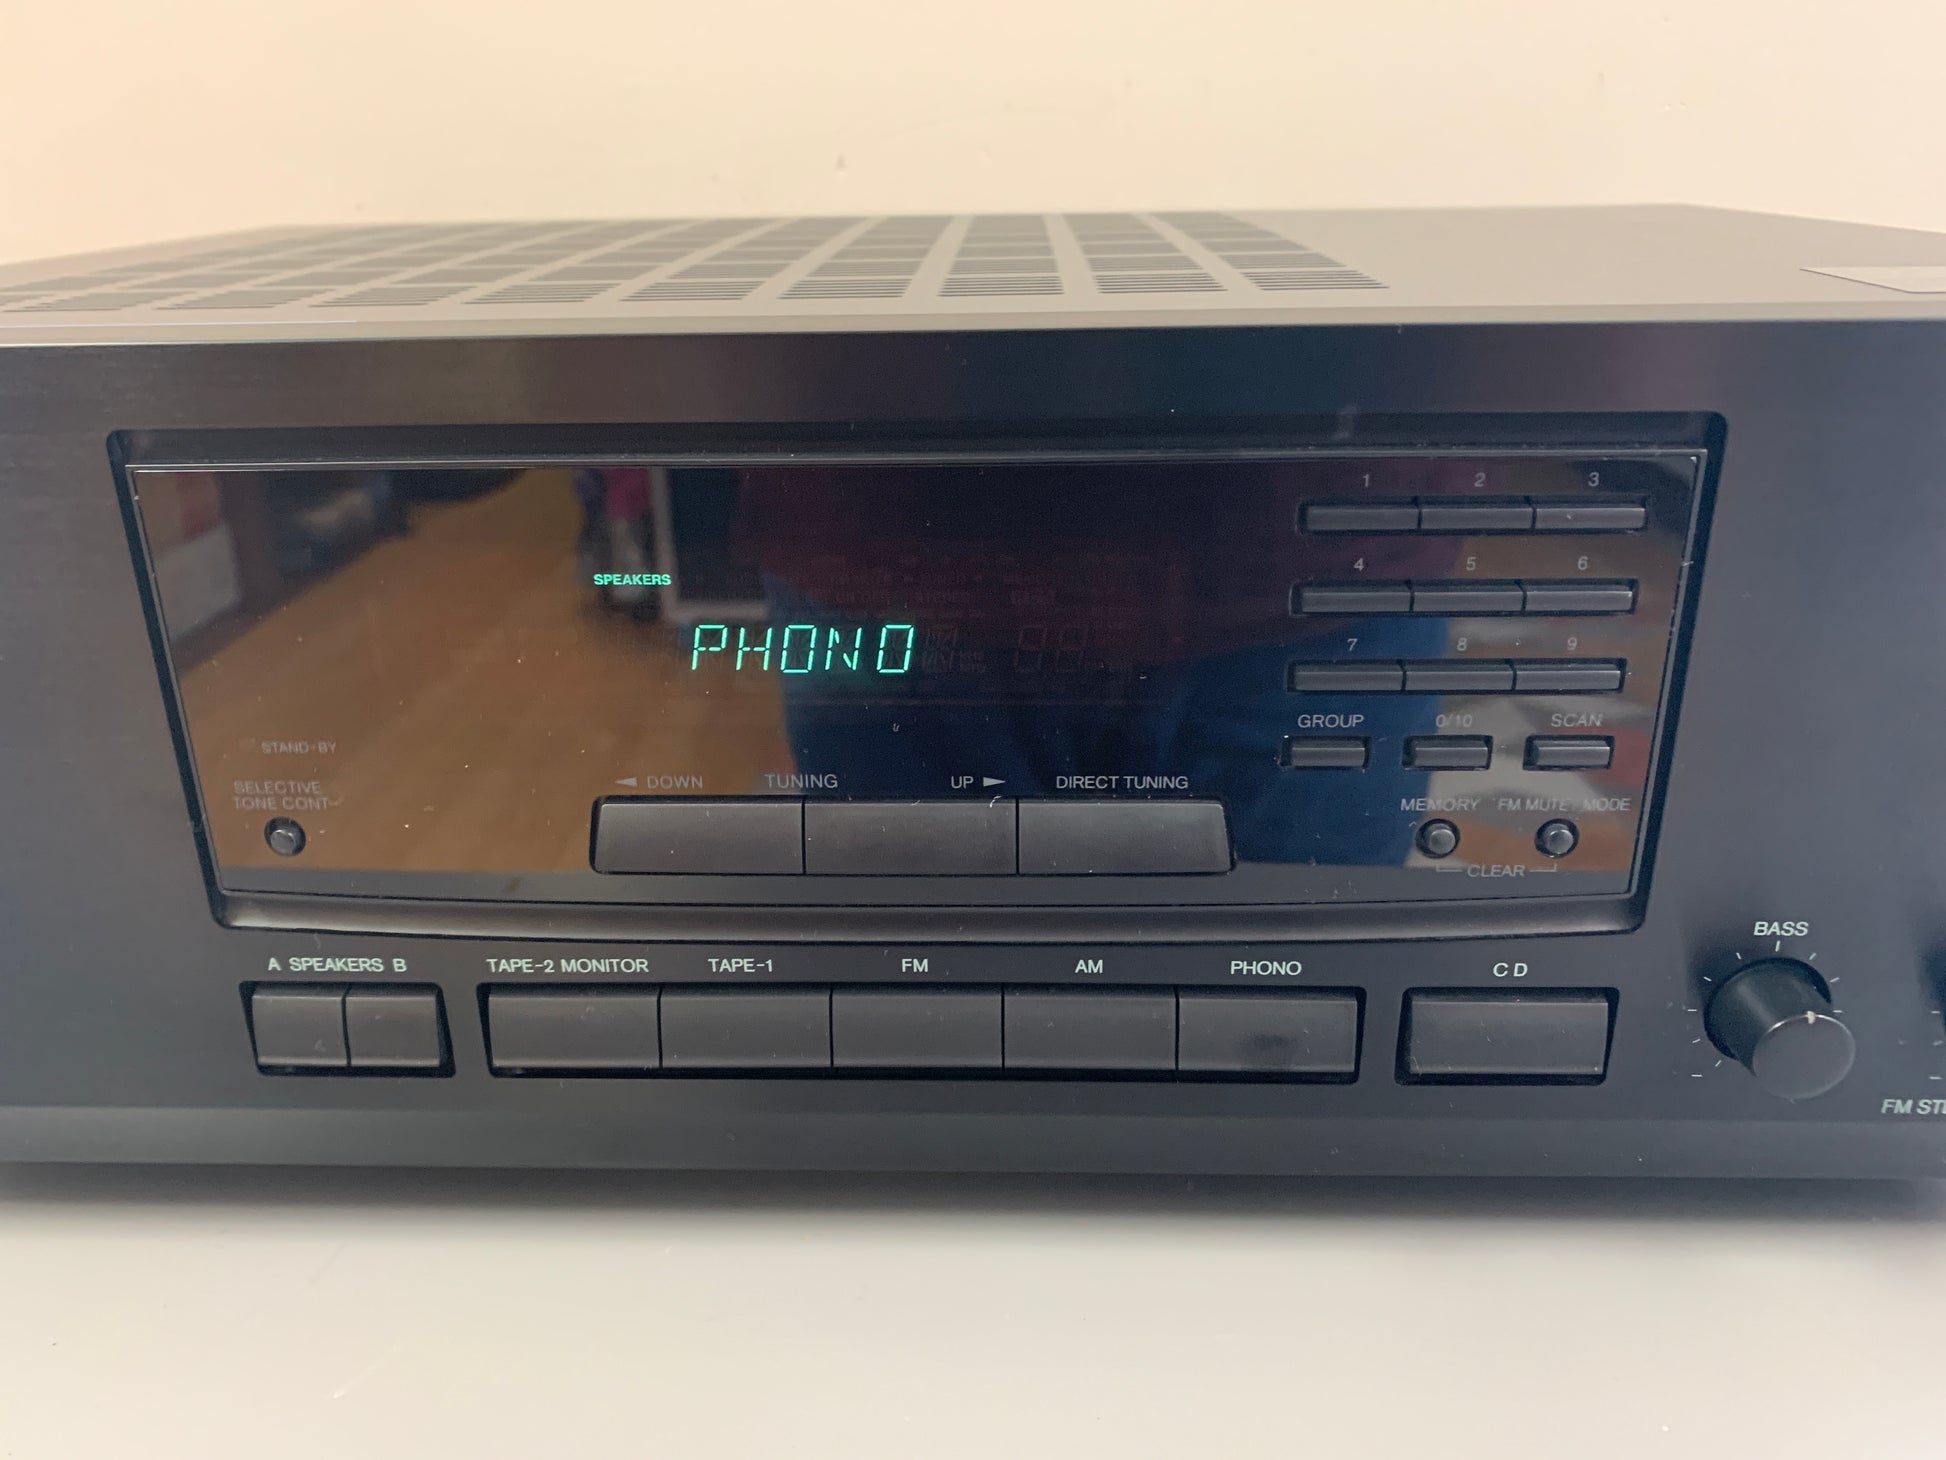 1 2 3
SPEAKERS
4 5 6
PHONO
7 8 9
GROUP 0/10 SCAN
STAND-BY
SELECTIVE
TONE CONT
◄ DOWN TUNING UP ► DIRECT TUNING
MEMORY FM MUTE/MODE
CLEAR
A SPEAKERS B TAPE-2 MONITOR TAPE-1 FM AM PHONO CD
BASS
FM